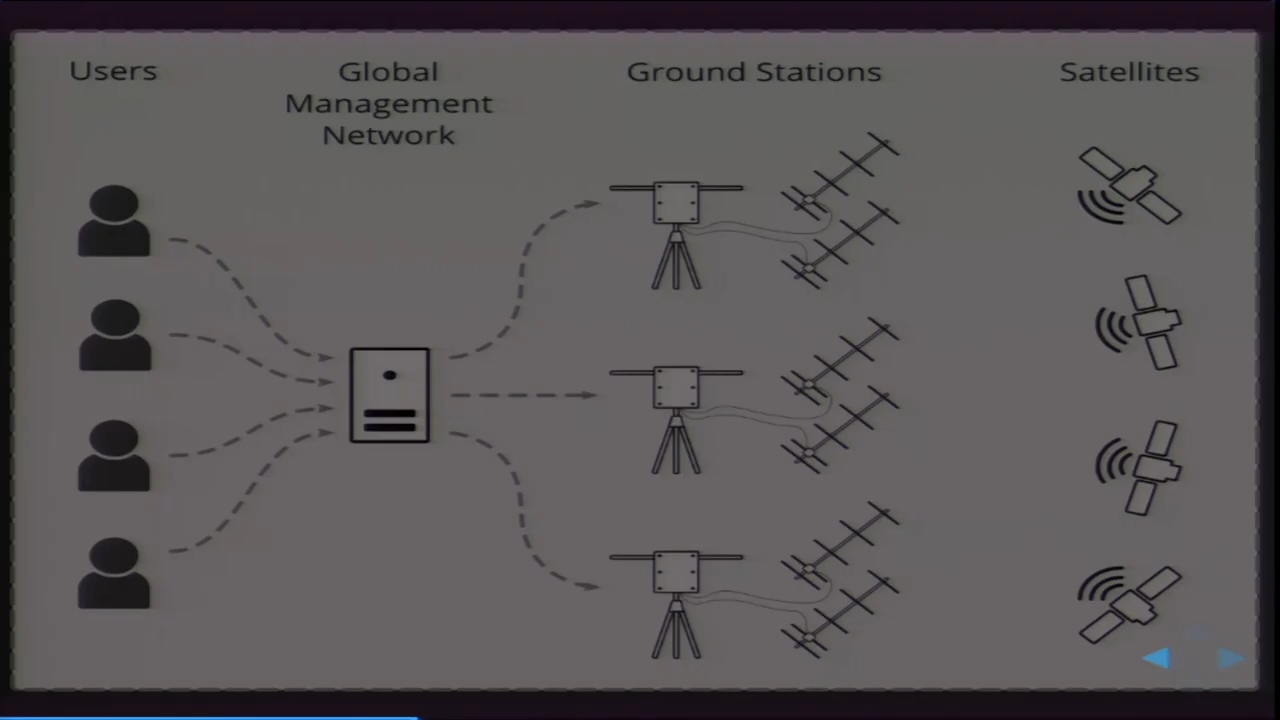 Users
Global
Management
Network
Ground Stations
Satellites